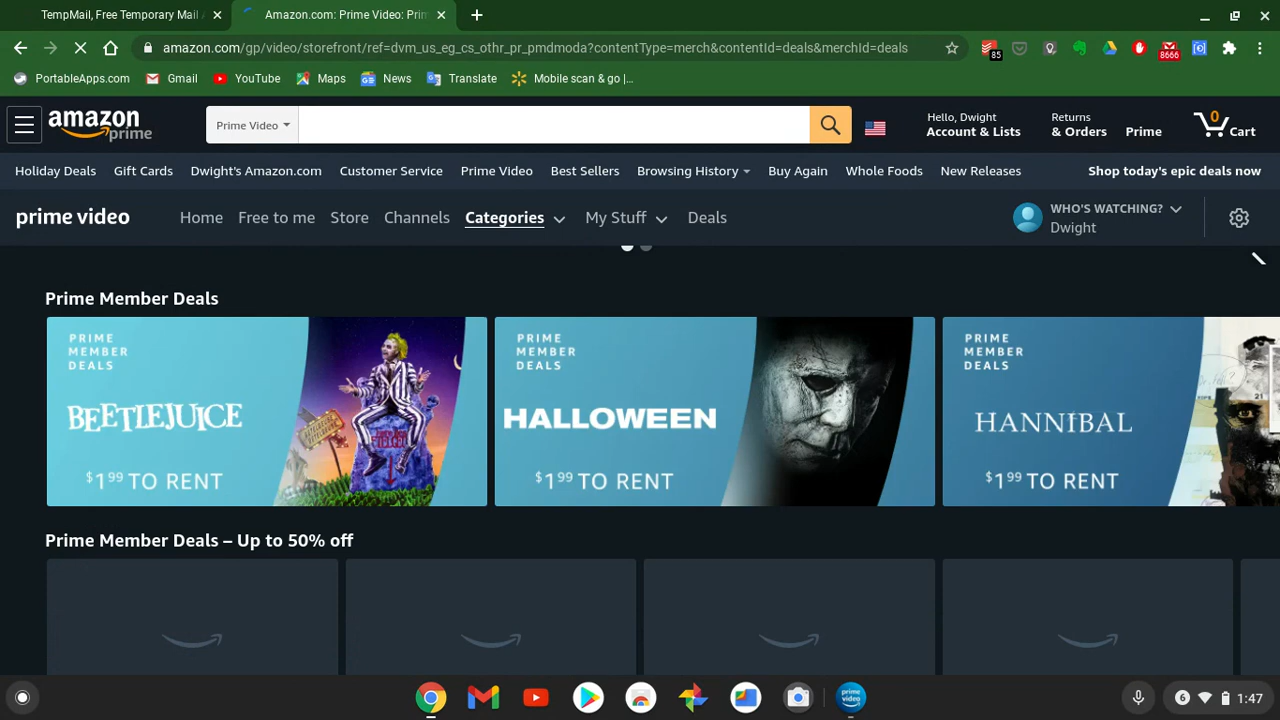 TempMail, Free Temporary Mail
Amazon.com: Prime Video: Prim
amazon.com/gp/video/storefront/ref=dvm_us_eg_cs_othr_pr_pmdmoda?contentType=merch&contentId=deals&merchId=deals
85
8666
PortableApps.com
Gmail
YouTube
Maps
News
Translate
Mobile scan & go |...
amazon prime
Prime Video
Hello, Dwight
Account & Lists
Returns
& Orders
Prime
0
Cart
Holiday Deals
Gift Cards
Dwight's Amazon.com
Customer Service
Prime Video
Best Sellers
Browsing History
Buy Again
Whole Foods
New Releases
Shop today's epic deals now
prime video
Home
Free to me
Store
Channels
Categories
My Stuff
Deals
WHO'S WATCHING?
Dwight
Prime Member Deals
PRIME
MEMBER
DEALS
BEETLEJUICE
$1.99 TO RENT
PRIME
MEMBER
DEALS
HALLOWEEN
$1.99 TO RENT
PRIME
MEMBER
DEALS
HANNIBAL
$1.99 TO RENT
Prime Member Deals – Up to 50% off
prime video
6
1:47